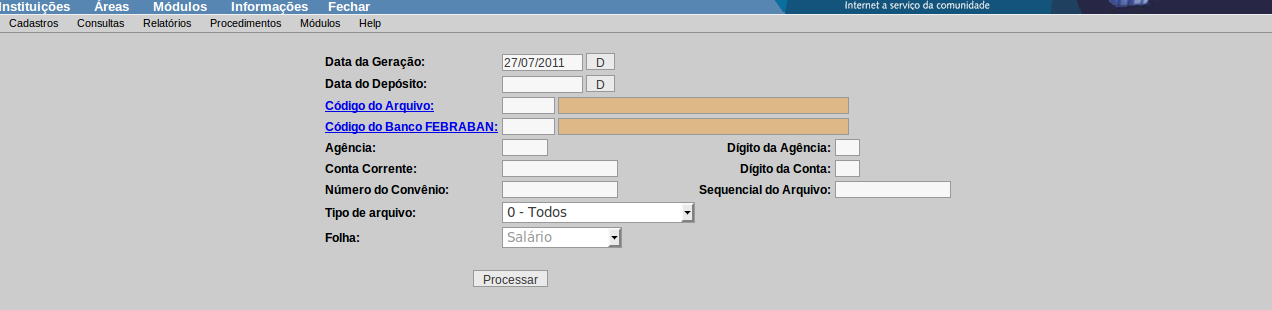 Instituições Áreas Módulos Informações Fechar
Internet a serviço da comunidade
Cadastros Consultas Relatórios Procedimentos Módulos Help
Data da Geração: 27/07/2011 D
Data do Depósito: D
Código do Arquivo:
Código do Banco FEBRABAN:
Agência: Dígito da Agência:
Conta Corrente: Dígito da Conta:
Número do Convênio: Sequencial do Arquivo:
Tipo de arquivo: 0 - Todos
Folha: Salário
Processar